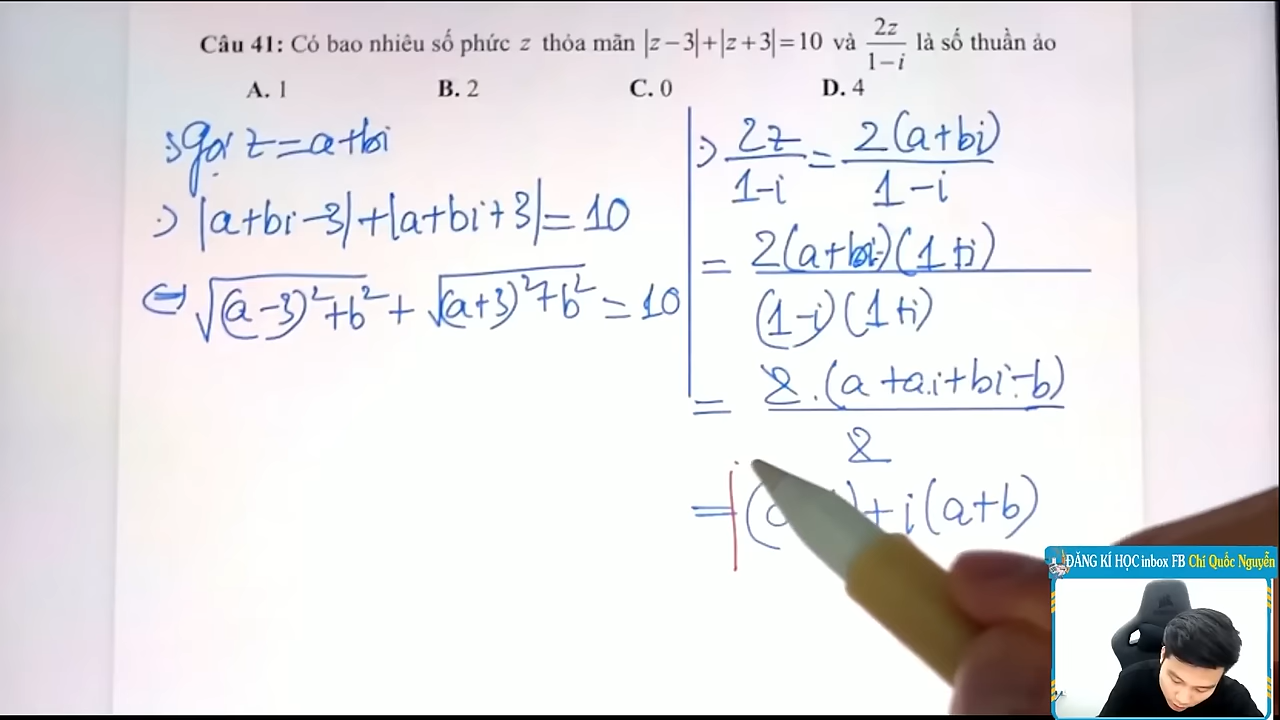 Câu 41: Có bao nhiêu số phức z thỏa mãn |z−3|+|z+3|=10 và 2z/(1−i) là số thuần ảo
A. 1 B. 2 C. 0 D. 4
Gọi z=a+bi
|a+bi−3|+|a+bi+3|=10
⇔ √((a−3)²+b²) + √((a+3)²+b²) = 10
2z/(1−i) = 2(a+bi)/(1−i)
= 2(a+bi)(1+i)/((1−i)(1+i))
= 2.(a+a.i+bi−b)/2
= ( ) + i(a+b)
ĐĂNG KÍ HỌC inbox FB Chí Quốc Nguyễn